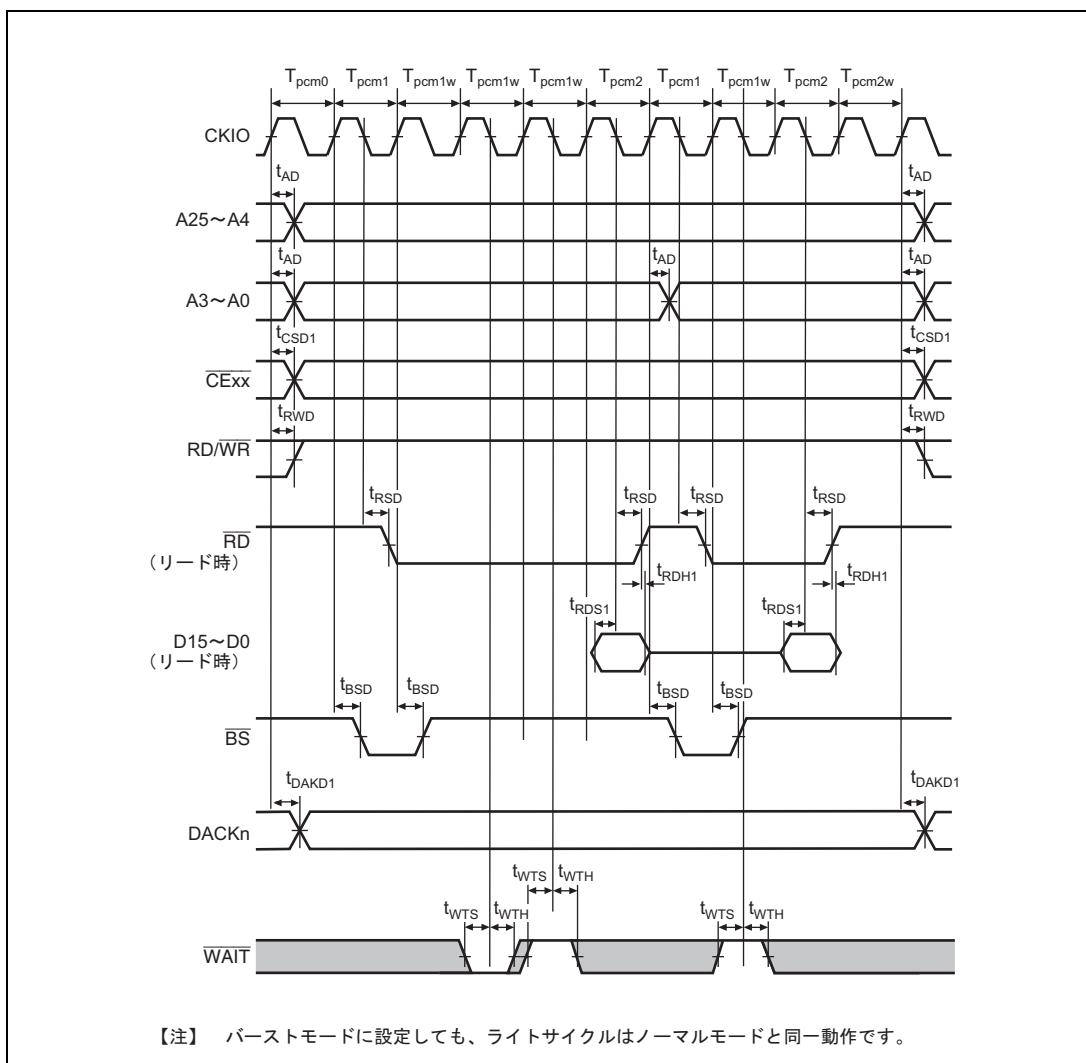 Tpcm0 Tpcm1 Tpcm1w Tpcm1w Tpcm1w Tpcm2 Tpcm1 Tpcm1w Tpcm2 Tpcm2w
CKIO
tAD tAD
A25～A4
tAD tAD tAD
A3～A0
tCSD1 tCSD1
CExx
tRWD tRWD
RD/WR
tRSD tRSD tRSD tRSD
RD
（リード時）
tRDH1 tRDH1
tRDS1 tRDS1
D15～D0
（リード時）
tBSD tBSD tBSD tBSD
BS
tDAKD1 tDAKD1
DACKn
tWTS tWTH
tWTS tWTH tWTS tWTH
WAIT
【注】 バーストモードに設定しても、ライトサイクルはノーマルモードと同一動作です。